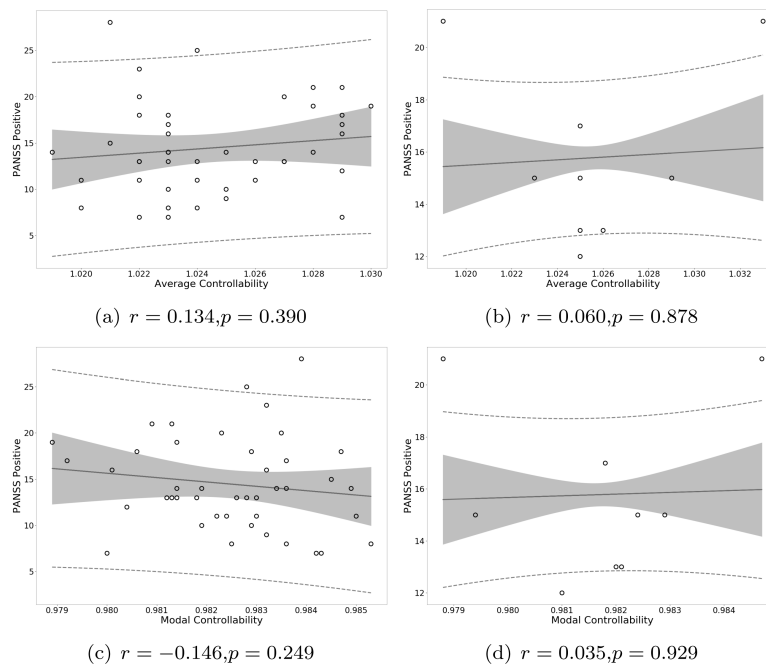 25
20
15
10
5
PANSS Positive
1.020 1.022 1.024 1.026 1.028 1.030
Average Controllability
20
18
16
14
12
PANSS Positive
1.020 1.022 1.024 1.026 1.028 1.030 1.032
Average Controllability
(a) r = 0.134,p = 0.390
(b) r = 0.060,p = 0.878
25
20
15
10
5
PANSS Positive
0.979 0.980 0.981 0.982 0.983 0.984 0.985
Modal Controllability
20
18
16
14
12
PANSS Positive
0.979 0.980 0.981 0.982 0.983 0.984
Modal Controllability
(c) r = −0.146,p = 0.249
(d) r = 0.035,p = 0.929